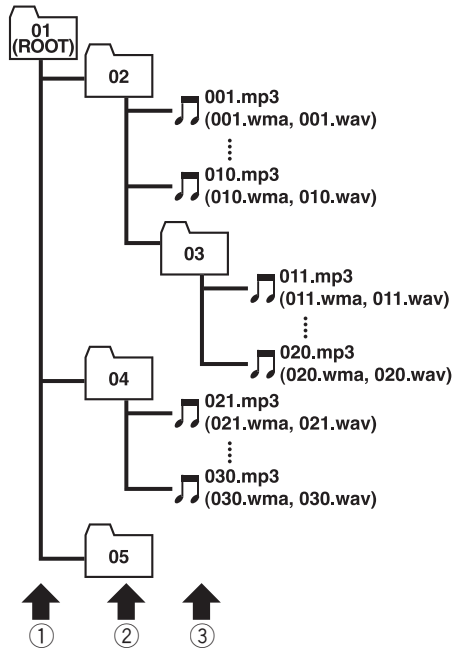 01
(ROOT)
02
001.mp3
(001.wma, 001.wav)
010.mp3
(010.wma, 010.wav)
03
011.mp3
(011.wma, 011.wav)
020.mp3
(020.wma, 020.wav)
04
021.mp3
(021.wma, 021.wav)
030.mp3
(030.wma, 030.wav)
05
① ② ③